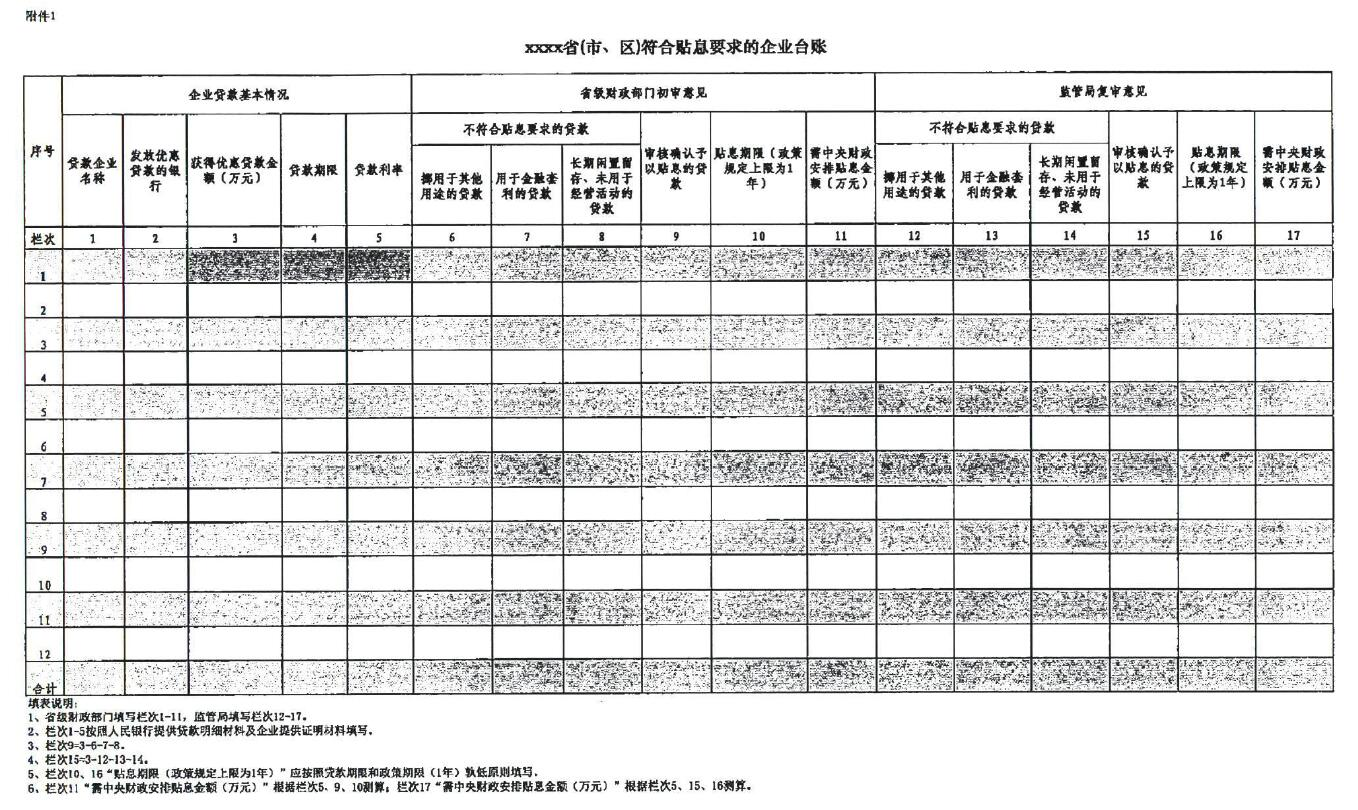 附件1
xxxx省(市、区)符合贴息要求的企业台账
序号
企业贷款基本情况
省级财政部门初审意见
监管局复审意见
贷款企业
名称
发放优惠
贷款的银
行
获得优惠贷款金
额（万元）
贷款期限
贷款利率
不符合贴息要求的贷款
挪用于其他
用途的贷款
用于金融套
利的贷款
长期闲置留
存、未用于
经营活动的
贷款
审核确认予
以贴息的贷
款
贴息期限（政策
规定上限为1
年）
需中央财政
安排贴息金
额（万元）
不符合贴息要求的贷款
挪用于其他
用途的贷款
用于金融套
利的贷款
长期闲置留
存、未用于
经营活动的
贷款
审核确认予
以贴息的贷
款
贴息期限
（政策规定
上限为1年）
需中央财政
安排贴息金
额（万元）
栏次 1 2 3 4 5 6 7 8 9 10 11 12 13 14 15 16 17
1
2
3
4
5
6
7
8
9
10
11
12
合计
填表说明：
1、省级财政部门填写栏次1-11，监管局填写栏次12-17。
2、栏次1-5按照人民银行提供贷款明细材料及企业提供证明材料填写。
3、栏次9=3-6-7-8。
4、栏次15=3-12-13-14。
5、栏次10、16“贴息期限（政策规定上限为1年）”应按照贷款期限和政策期限（1年）孰低原则填写。
6、栏次11“需中央财政安排贴息金额（万元）”根据栏次5、9、10测算；栏次17“需中央财政安排贴息金额（万元）”根据栏次5、15、16测算。